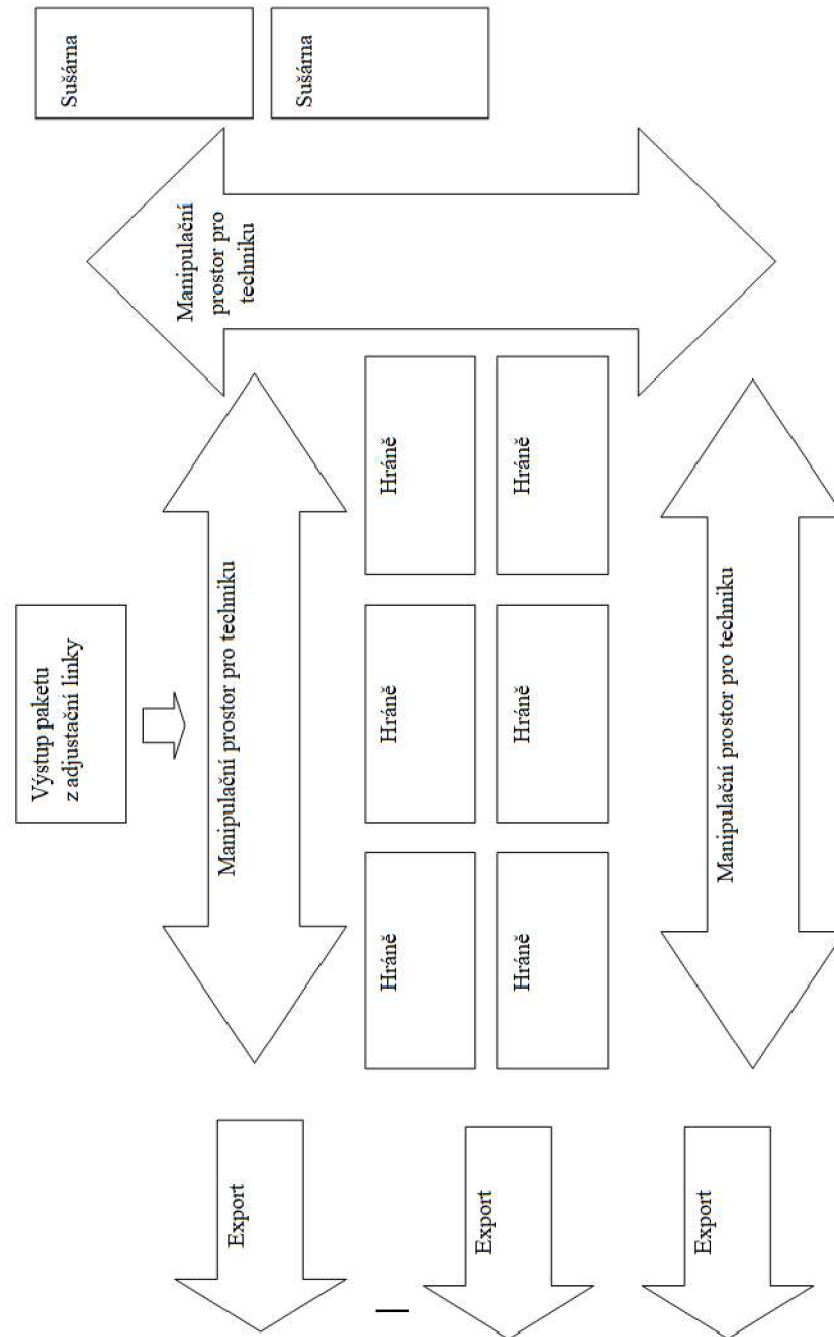 Výstup paketu
z adjustační linky
Sušárna
Manipulační
prostor pro
techniku
Export
Manipulační prostor pro techniku
Sušárna
Hráně
Hráně
Hráně
Export
Hráně
Hráně
Hráně
Export
Manipulační prostor pro techniku